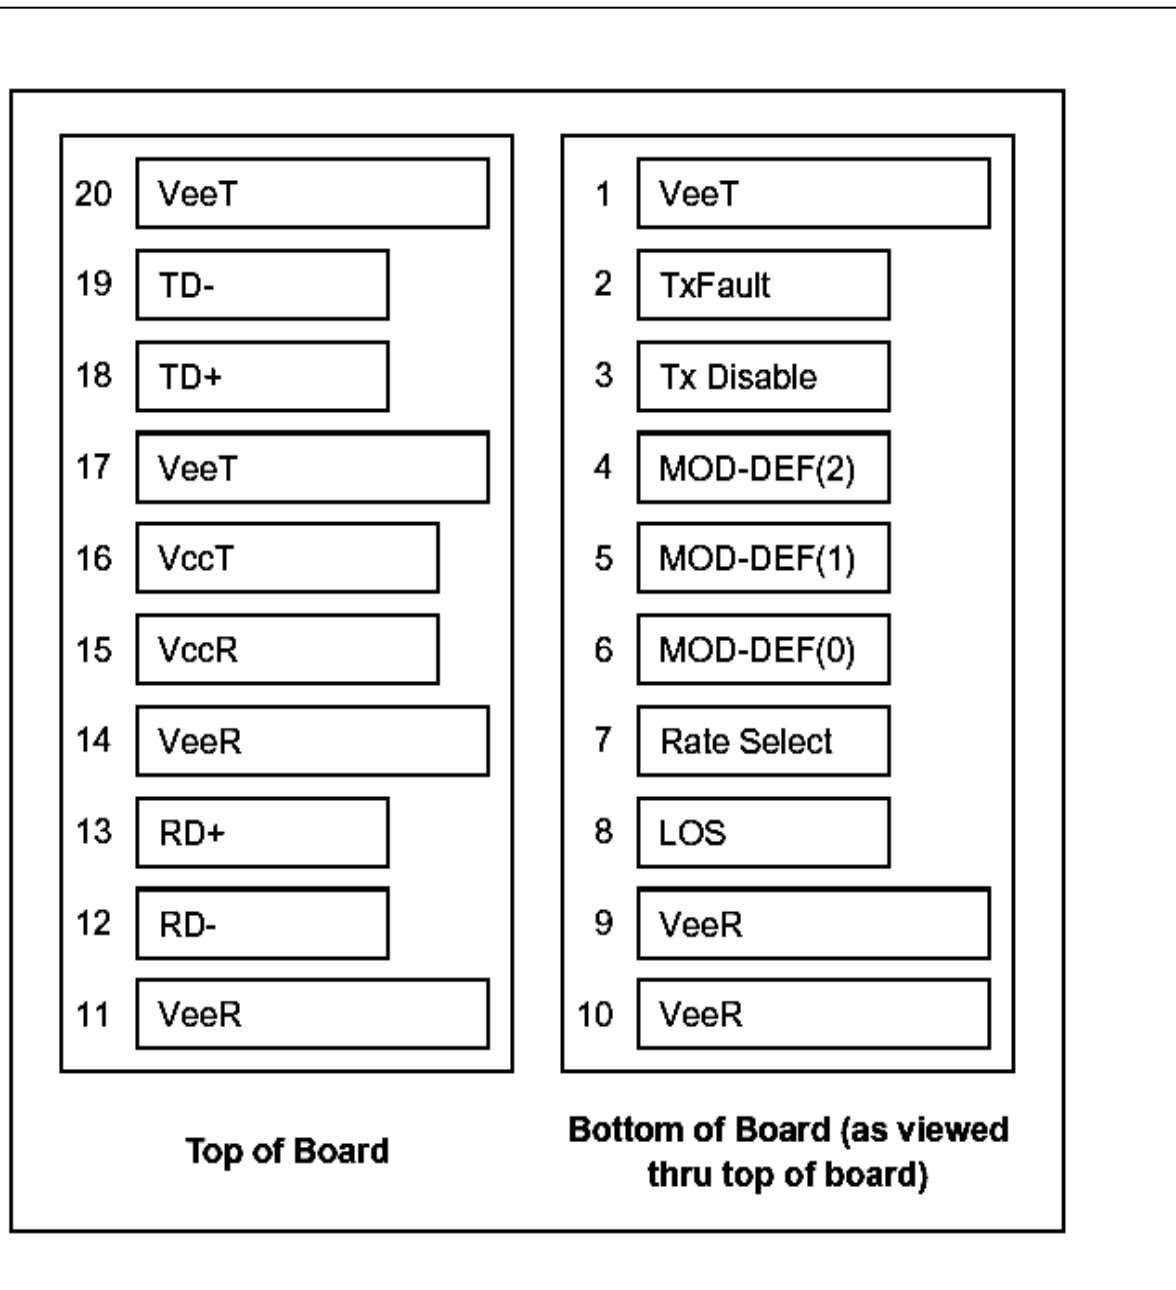 20 VeeT
19 TD-
18 TD+
17 VeeT
16 VccT
15 VccR
14 VeeR
13 RD+
12 RD-
11 VeeR
Top of Board
1 VeeT
2 TxFault
3 Tx Disable
4 MOD-DEF(2)
5 MOD-DEF(1)
6 MOD-DEF(0)
7 Rate Select
8 LOS
9 VeeR
10 VeeR
Bottom of Board (as viewed
thru top of board)